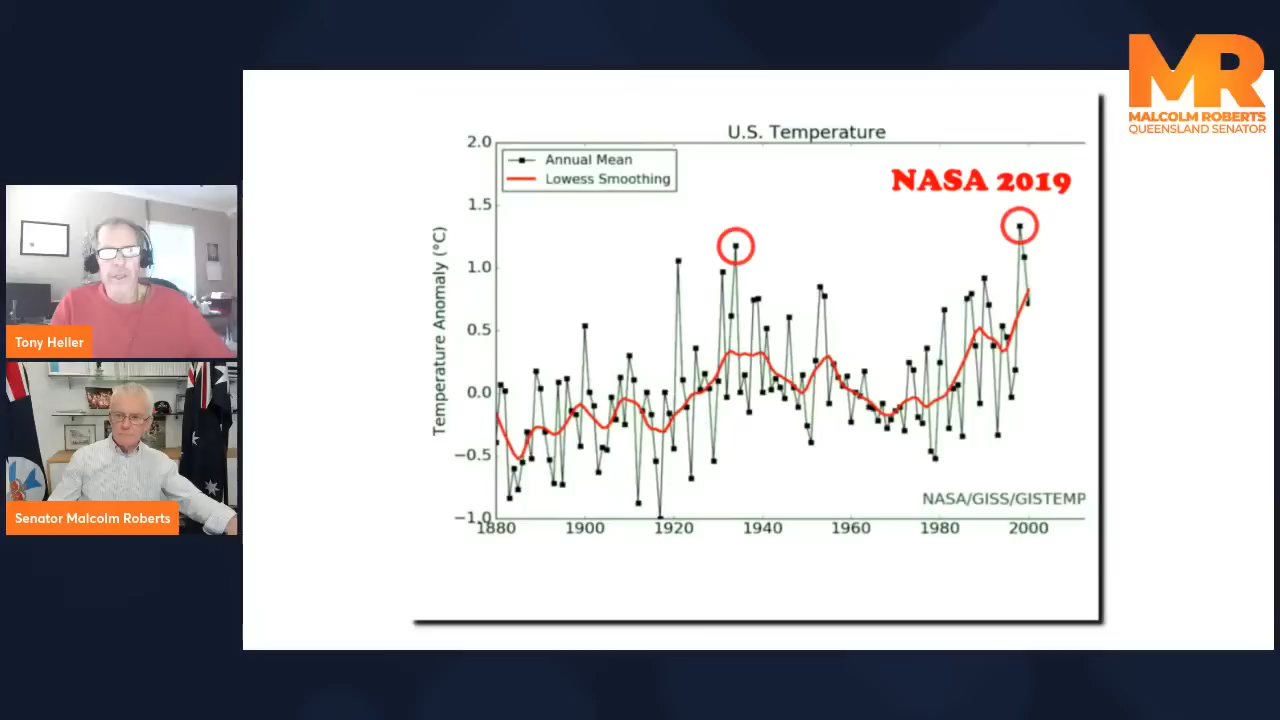 MR
MALCOLM ROBERTS
QUEENSLAND SENATOR
U.S. Temperature
Annual Mean
Lowess Smoothing
NASA 2019
Temperature Anomaly (°C)
2.0
1.5
1.0
0.5
0.0
−0.5
−1.0
NASA/GISS/GISTEMP
1880
1900
1920
1940
1960
1980
2000
Tony Heller
Senator Malcolm Roberts